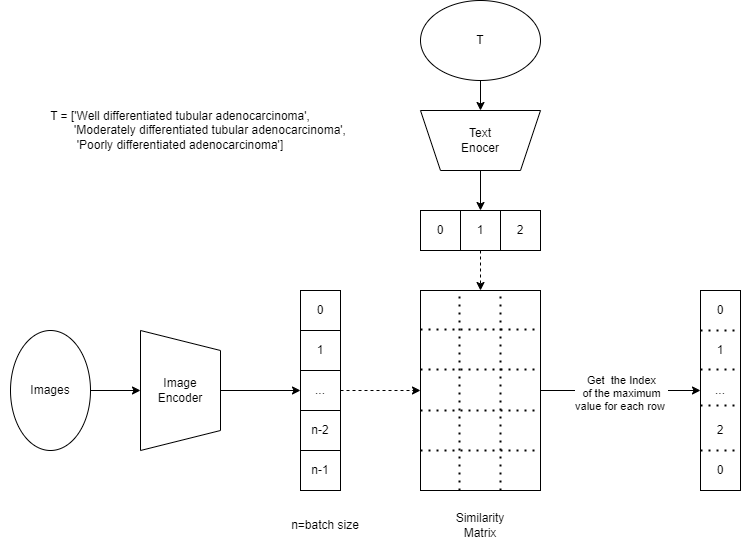 T
T = ['Well differentiated tubular adenocarcinoma',
'Moderately differentiated tubular adenocarcinoma',
'Poorly differentiated adenocarcinoma']
Text
Enocer
0 1 2
Images
Image
Encoder
0
1
...
n-2
n-1
n=batch size
Similarity
Matrix
Get the Index
of the maximum
value for each row
0
1
...
2
0